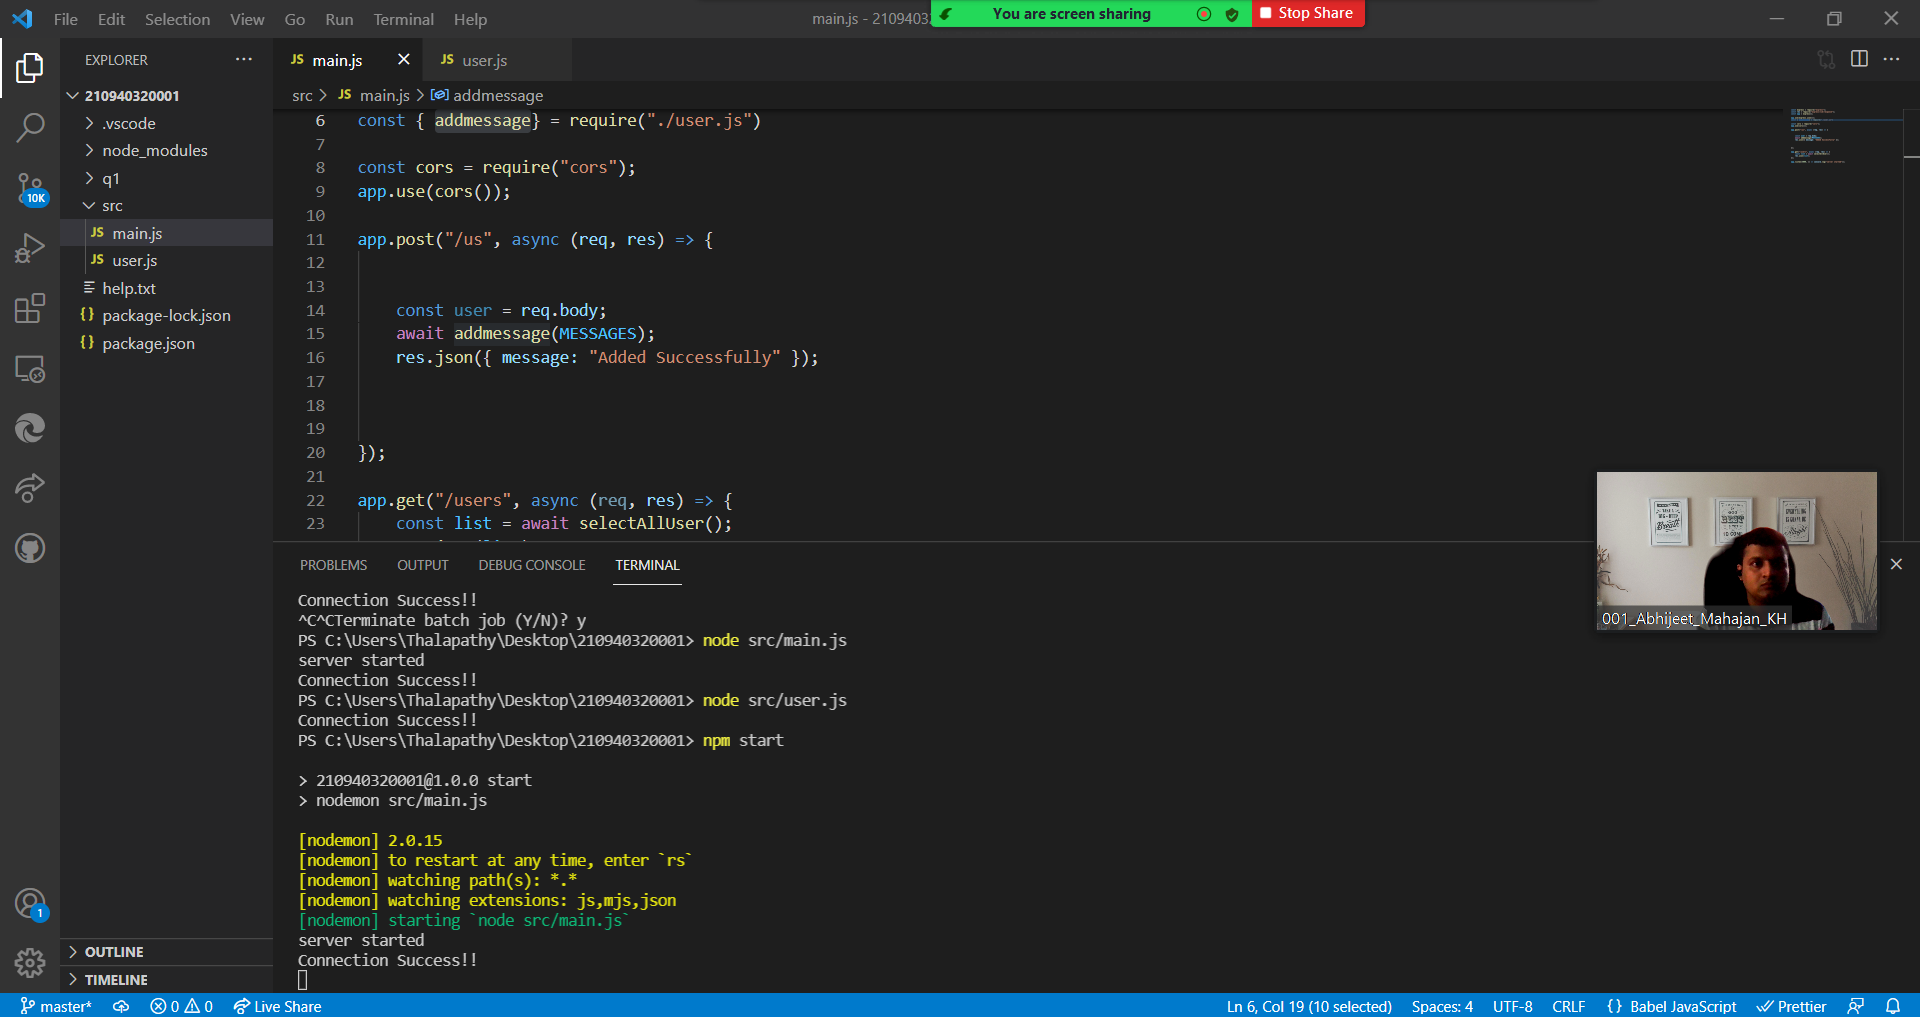 File Edit Selection View Go Run Terminal Help
main.js - 2109403
You are screen sharing
Stop Share
EXPLORER
210940320001
.vscode
node_modules
q1
src
main.js
user.js
help.txt
package-lock.json
package.json
OUTLINE
TIMELINE
10K
1
JS main.js
JS user.js
src > JS main.js > addmessage
6 const { addmessage} = require("./user.js")
7
8 const cors = require("cors");
9 app.use(cors());
10
11 app.post("/us", async (req, res) => {
12
13
14 const user = req.body;
15 await addmessage(MESSAGES);
16 res.json({ message: "Added Successfully" });
17
18
19
20 });
21
22 app.get("/users", async (req, res) => {
23 const list = await selectAllUser();
PROBLEMS OUTPUT DEBUG CONSOLE TERMINAL
Connection Success!!
^C^CTerminate batch job (Y/N)? y
PS C:\Users\Thalapathy\Desktop\210940320001> node src/main.js
server started
Connection Success!!
PS C:\Users\Thalapathy\Desktop\210940320001> node src/user.js
Connection Success!!
PS C:\Users\Thalapathy\Desktop\210940320001> npm start
> 210940320001@1.0.0 start
> nodemon src/main.js
[nodemon] 2.0.15
[nodemon] to restart at any time, enter `rs`
[nodemon] watching path(s): *.*
[nodemon] watching extensions: js,mjs,json
[nodemon] starting `node src/main.js`
server started
Connection Success!!
BEST
001_Abhijeet_Mahajan_KH
master* 0 0 Live Share
Ln 6, Col 19 (10 selected) Spaces: 4 UTF-8 CRLF {} Babel JavaScript Prettier